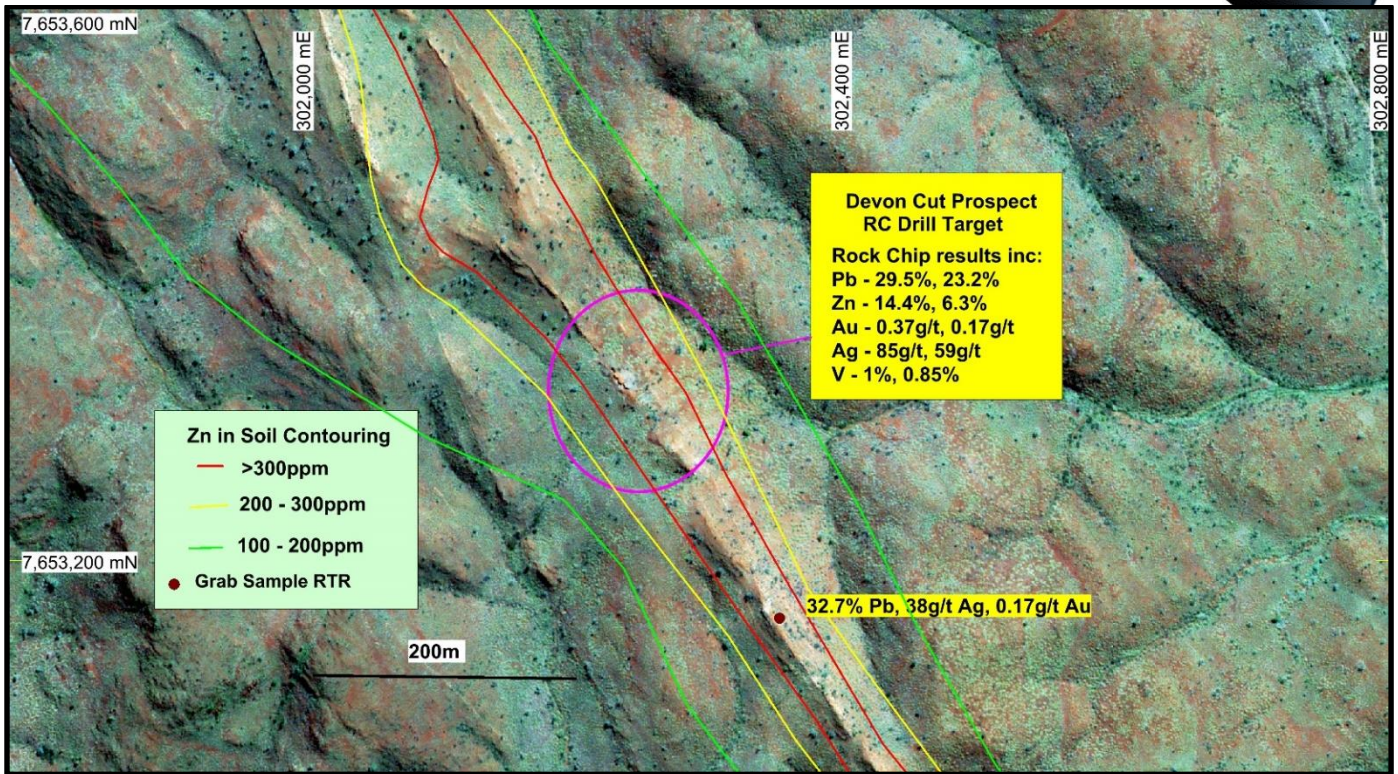 7,653,600 mN
302,000 mE
302,400 mE
302,800 mE
Devon Cut Prospect
RC Drill Target
Rock Chip results inc:
Pb - 29.5%, 23.2%
Zn - 14.4%, 6.3%
Au - 0.37g/t, 0.17g/t
Ag - 85g/t, 59g/t
V - 1%, 0.85%
Zn in Soil Contouring
>300ppm
200 - 300ppm
100 - 200ppm
Grab Sample RTR
7,653,200 mN
32.7% Pb, 38g/t Ag, 0.17g/t Au
200m